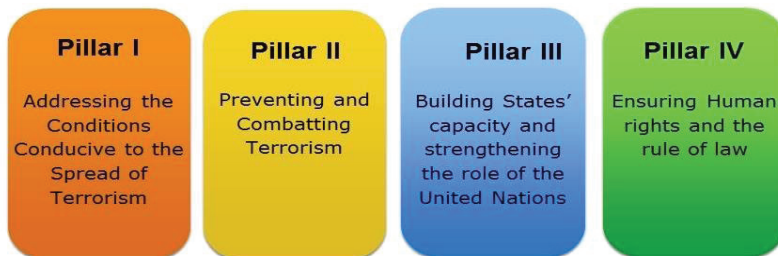 Pillar I
Addressing the
Conditions
Conducive to the
Spread of
Terrorism
Pillar II
Preventing and
Combatting
Terrorism
Pillar III
Building States’
capacity and
strengthening
the role of the
United Nations
Pillar IV
Ensuring Human
rights and the
rule of law